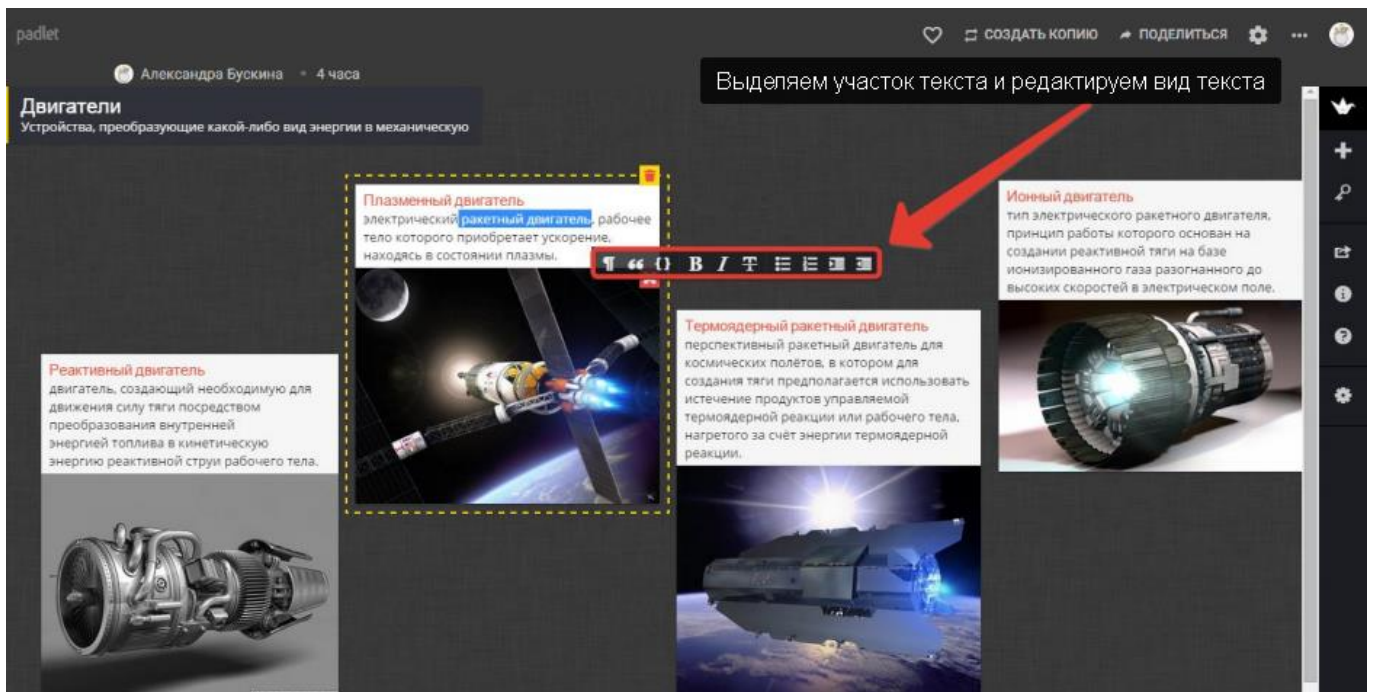 padlet
СОЗДАТЬ КОПИЮ
ПОДЕЛИТЬСЯ
Александра Бускина • 4 часа
Выделяем участок текста и редактируем вид текста
Двигатели
Устройства, преобразующие какой-либо вид энергии в механическую
Плазменный двигатель
электрический ракетный двигатель, рабочее
тело которого приобретает ускорение,
находясь в состоянии плазмы.
¶ “ {} B I T
Ионный двигатель
тип электрического ракетного двигателя,
принцип работы которого основан на
создании реактивной тяги на базе
ионизированного газа разогнанного до
высоких скоростей в электрическом поле.
Термоядерный ракетный двигатель
перспективный ракетный двигатель для
космических полётов, в котором для
создания тяги предполагается использовать
истечение продуктов управляемой
термоядерной реакции или рабочего тела,
нагретого за счёт энергии термоядерной
реакции.
Реактивный двигатель
двигатель, создающий необходимую для
движения силу тяги посредством
преобразования внутренней
энергией топлива в кинетическую
энергию реактивной струи рабочего тела.